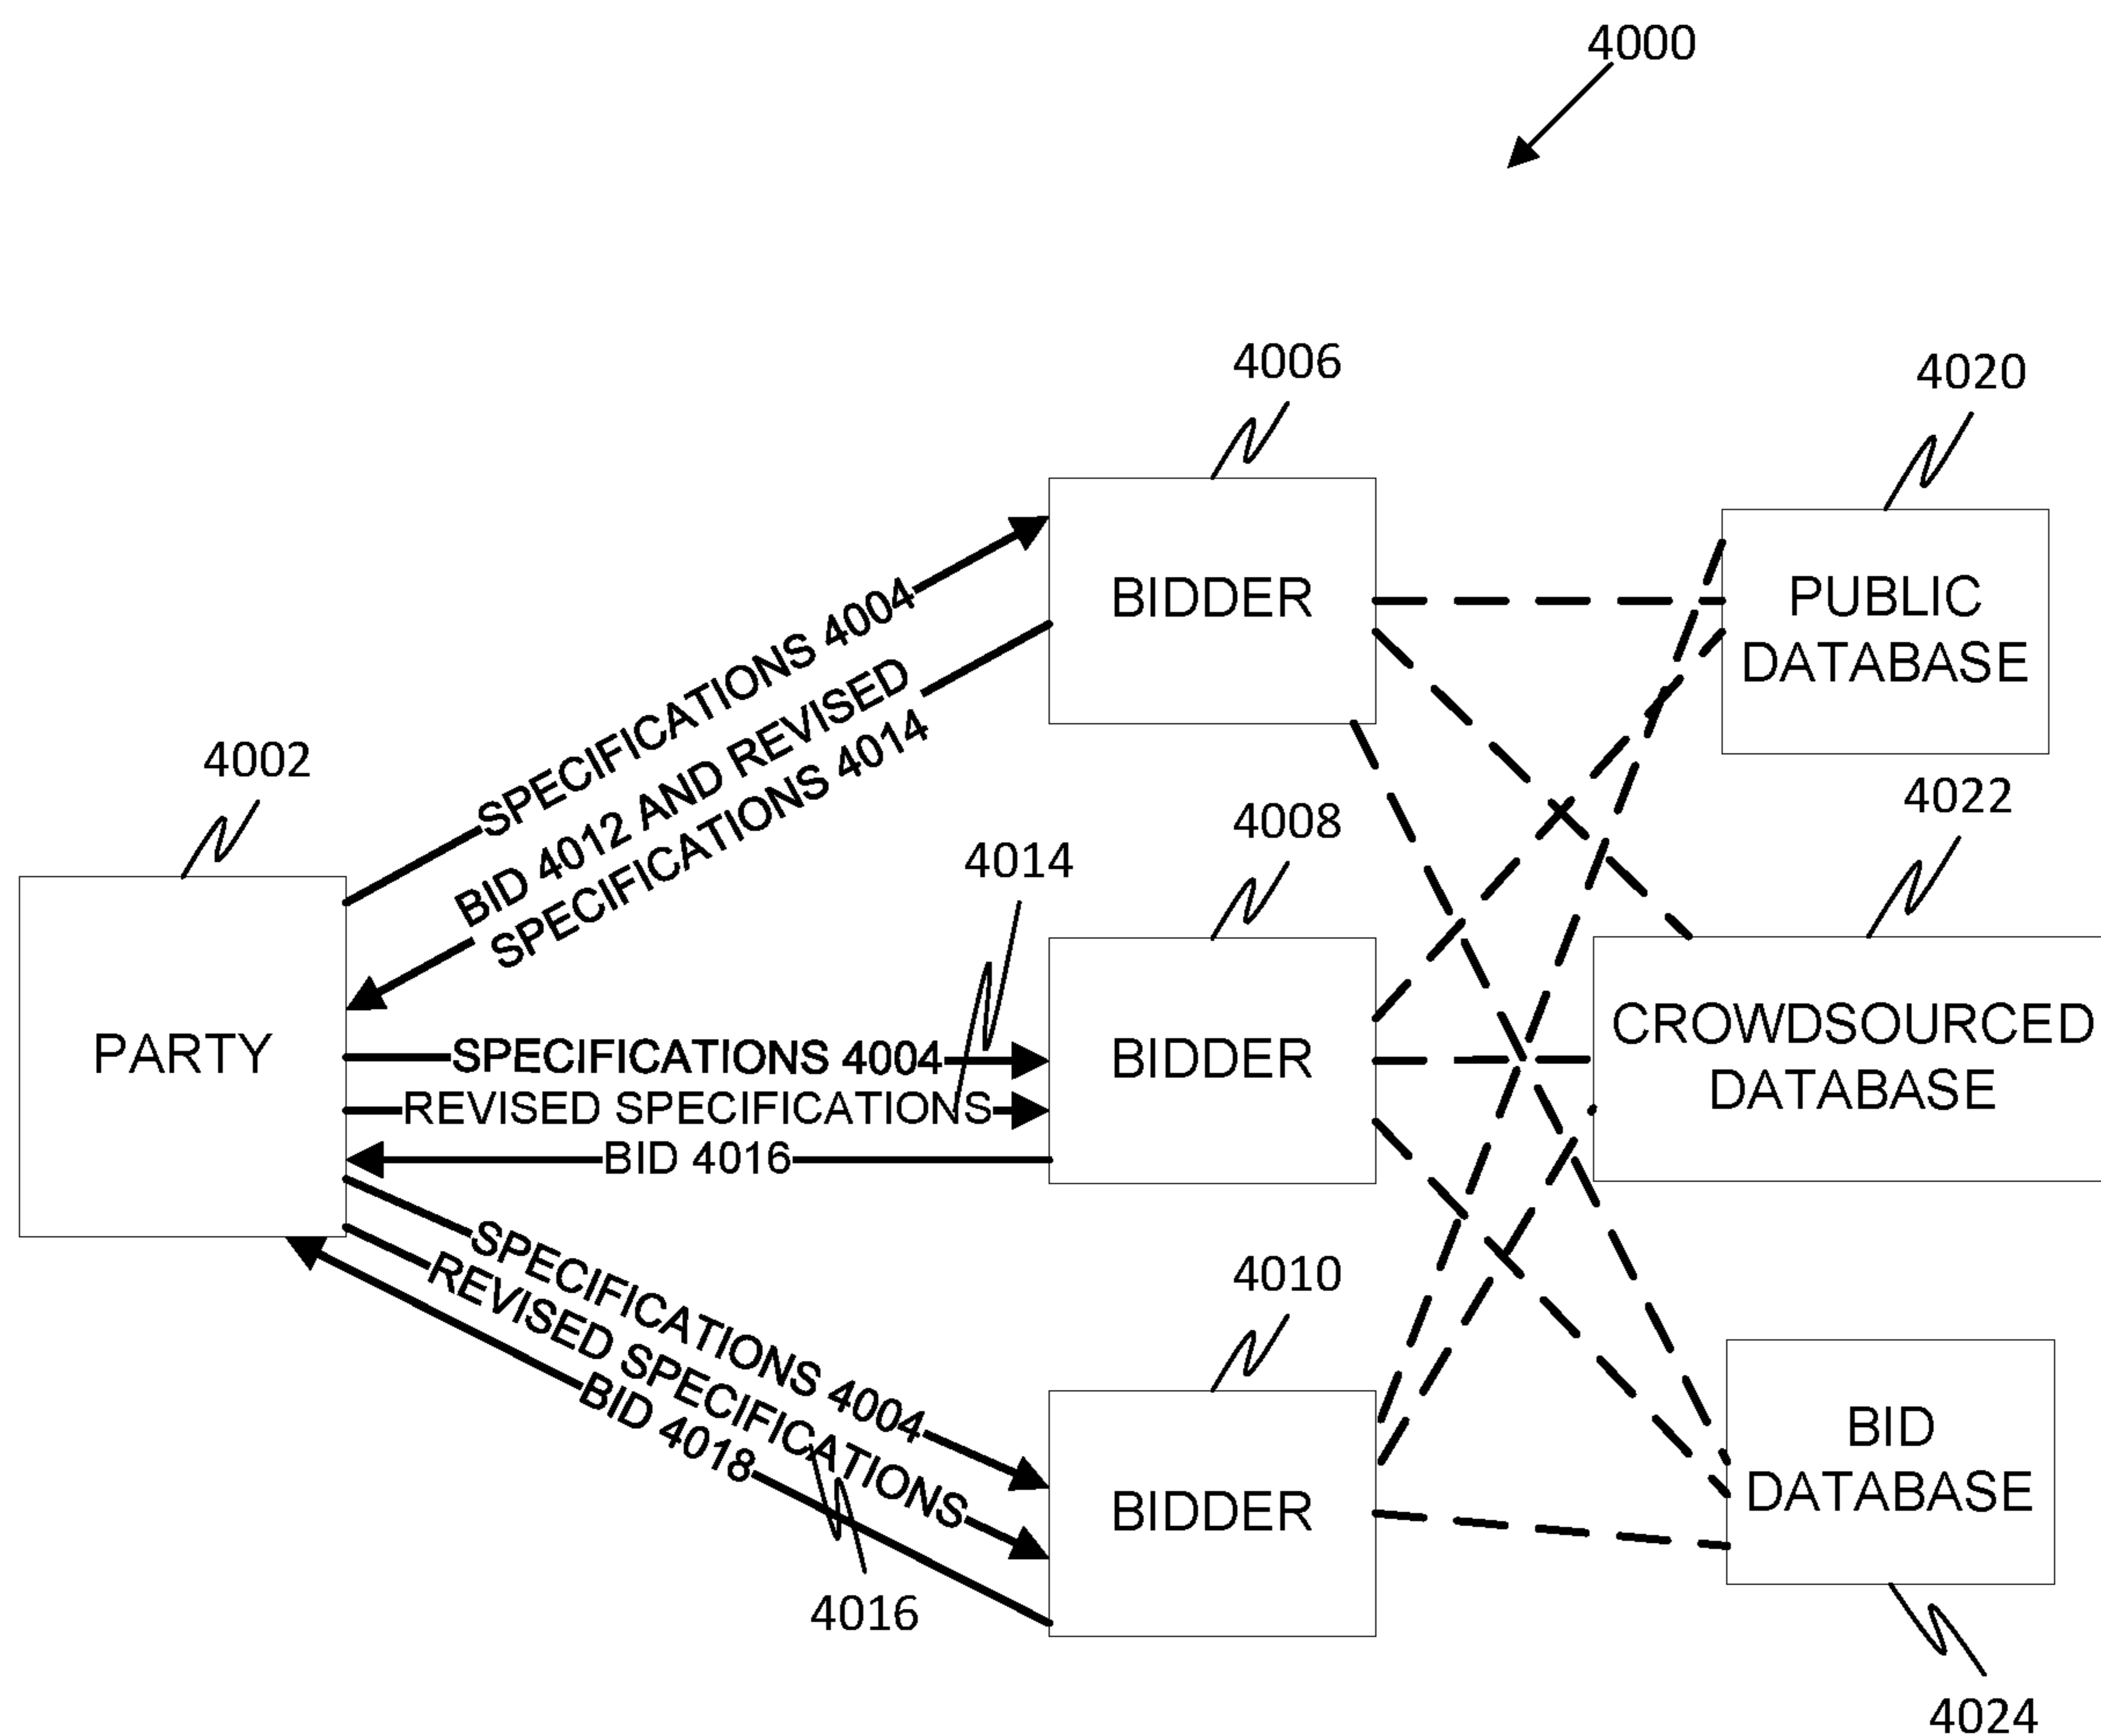 4000
4006
4020
BIDDER
PUBLIC
DATABASE
SPECIFICATIONS 4004
BID 4012 AND REVISED
SPECIFICATIONS 4014
4002
4022
4008
4014
PARTY
SPECIFICATIONS 4004
REVISED SPECIFICATIONS
BID 4016
BIDDER
CROWDSOURCED
DATABASE
4010
SPECIFICATIONS 4004
REVISED SPECIFICATIONS
BID 4018
4016
BIDDER
BID
DATABASE
4024